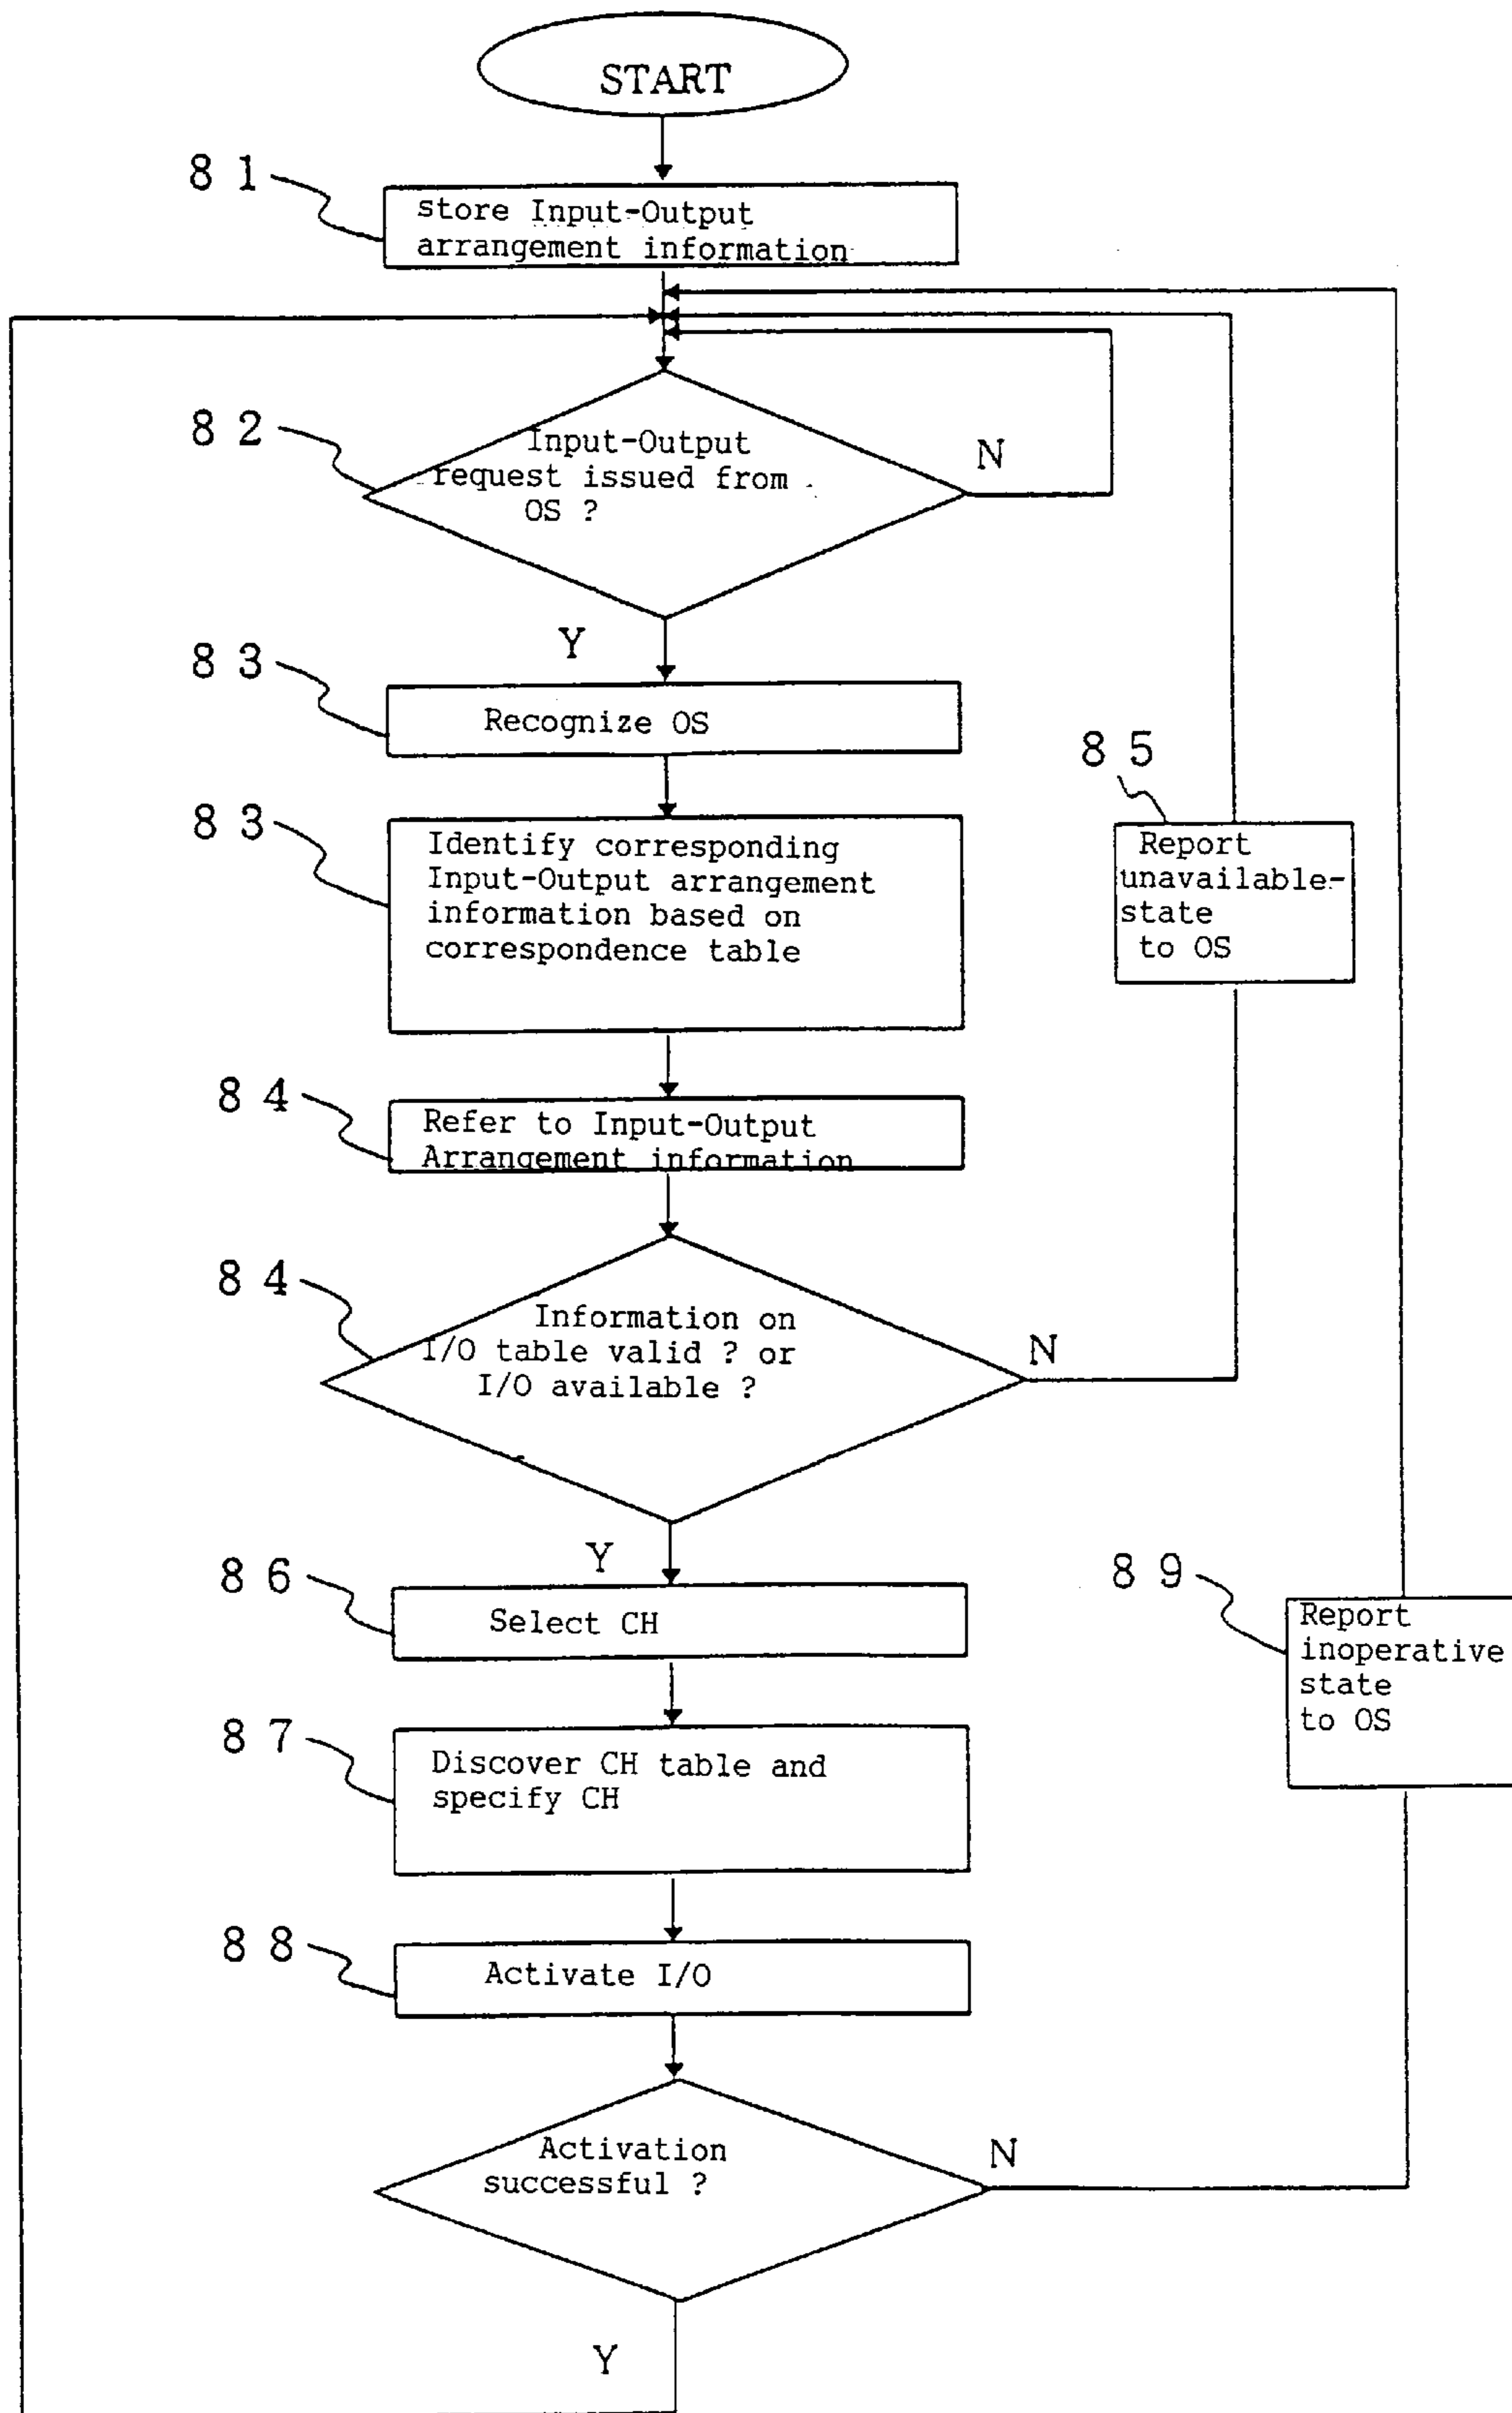 START
8 1
store Input-Output
arrangement information
8 2
Input-Output
request issued from
OS ?
N
Y
8 3
Recognize OS
8 5
Report
unavailable-
state
to OS
8 3
Identify corresponding
Input-Output arrangement
information based on
correspondence table
8 4
Refer to Input-Output
Arrangement information
8 4
Information on
I/O table valid ? or
I/O available ?
N
Y
8 6
Select CH
8 9
Report
inoperative
state
to OS
8 7
Discover CH table and
specify CH
8 8
Activate I/O
Activation
successful ?
N
Y